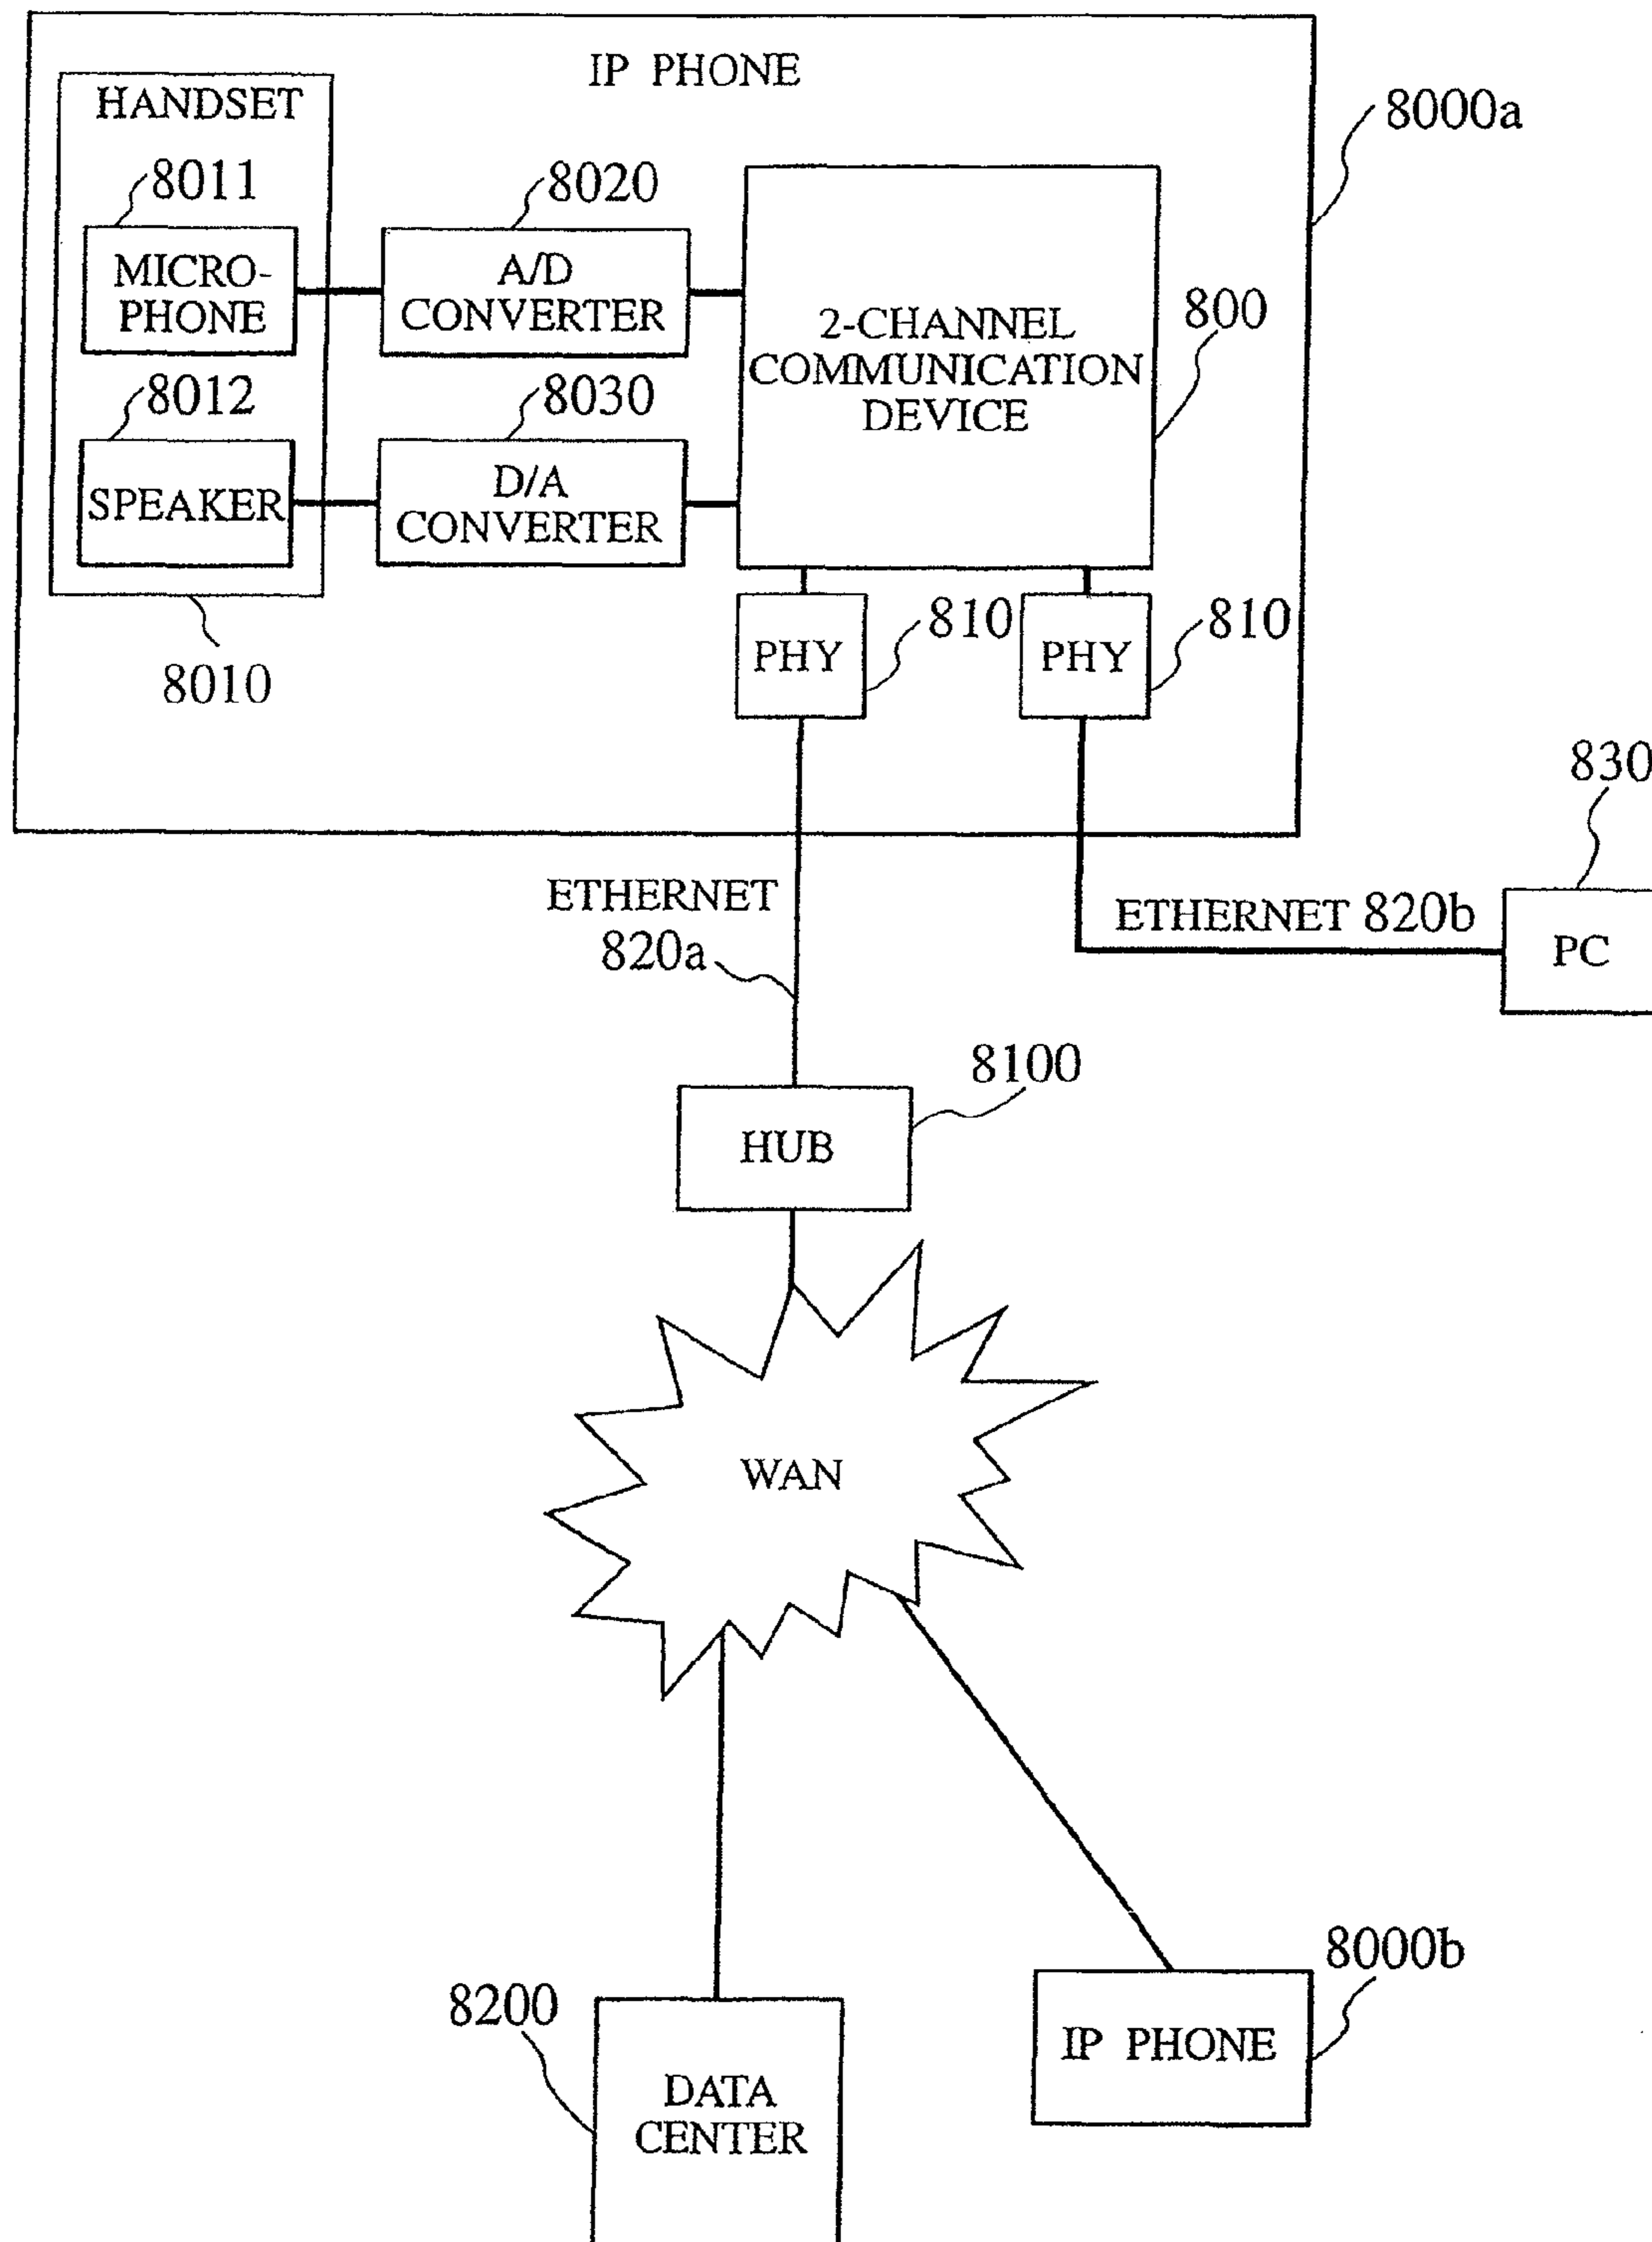 IP PHONE
HANDSET
8000a
8011
8020
MICRO-
PHONE
A/D
CONVERTER
2-CHANNEL
COMMUNICATION
DEVICE
800
8012
8030
SPEAKER
D/A
CONVERTER
8010
PHY
810
PHY
810
830
ETHERNET
820a
ETHERNET 820b
PC
8100
HUB
WAN
8200
DATA
CENTER
8000b
IP PHONE